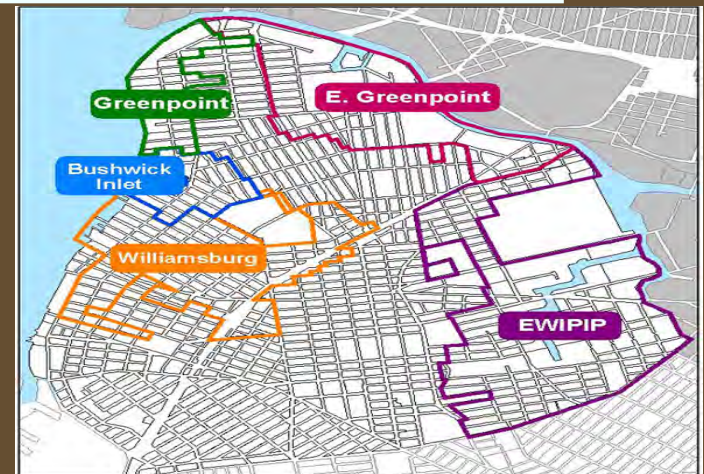 Greenpoint
E. Greenpoint
Bushwick
Inlet
Williamsburg
EWIPIP